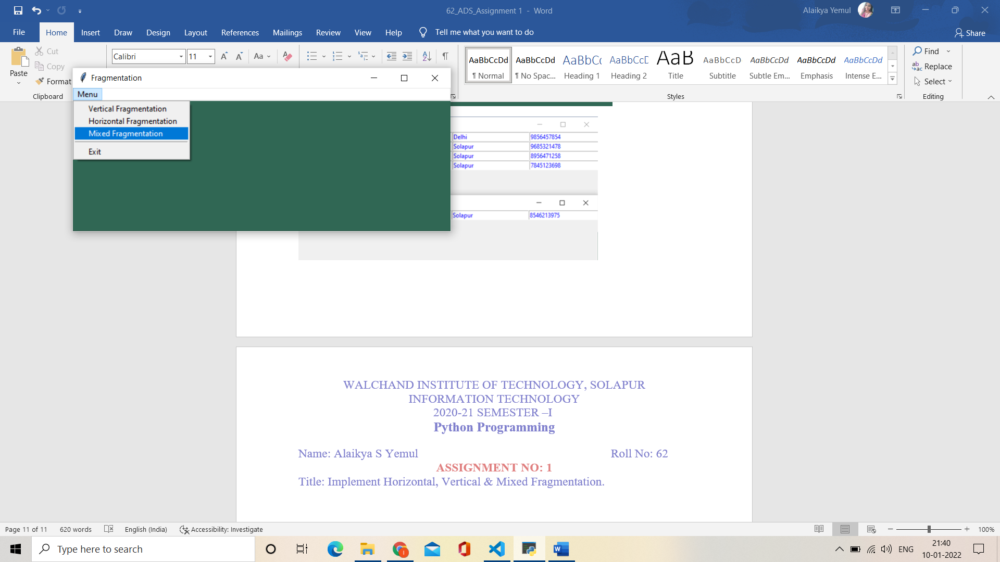 62_ADS_Assignment 1 - Word
Alaikya Yemul
File Home Insert Draw Design Layout References Mailings Review View Help Tell me what you want to do Share
Paste
Cut
Copy
Format
Clipboard
Calibri 11
Aa
AaBbCcDd AaBbCcDd AaBbCc AaBbCcD AaB AaBbCcD AaBbCcDd AaBbCcDd AaBbCcDd
¶ Normal ¶ No Spac... Heading 1 Heading 2 Title Subtitle Subtle Em... Emphasis Intense E...
Styles
Find
Replace
Select
Editing
Fragmentation
Menu
Vertical Fragmentation
Horizontal Fragmentation
Mixed Fragmentation
Exit
Delhi 9856457854
Solapur 9685321478
Solapur 8956471258
Solapur 7845123698
Solapur 8546213975
WALCHAND INSTITUTE OF TECHNOLOGY, SOLAPUR
INFORMATION TECHNOLOGY
2020-21 SEMESTER –I
Python Programming
Name: Alaikya S Yemul Roll No: 62
ASSIGNMENT NO: 1
Title: Implement Horizontal, Vertical & Mixed Fragmentation.
Page 11 of 11 620 words English (India) Accessibility: Investigate 100%
Type here to search
ENG
21:40
10-01-2022